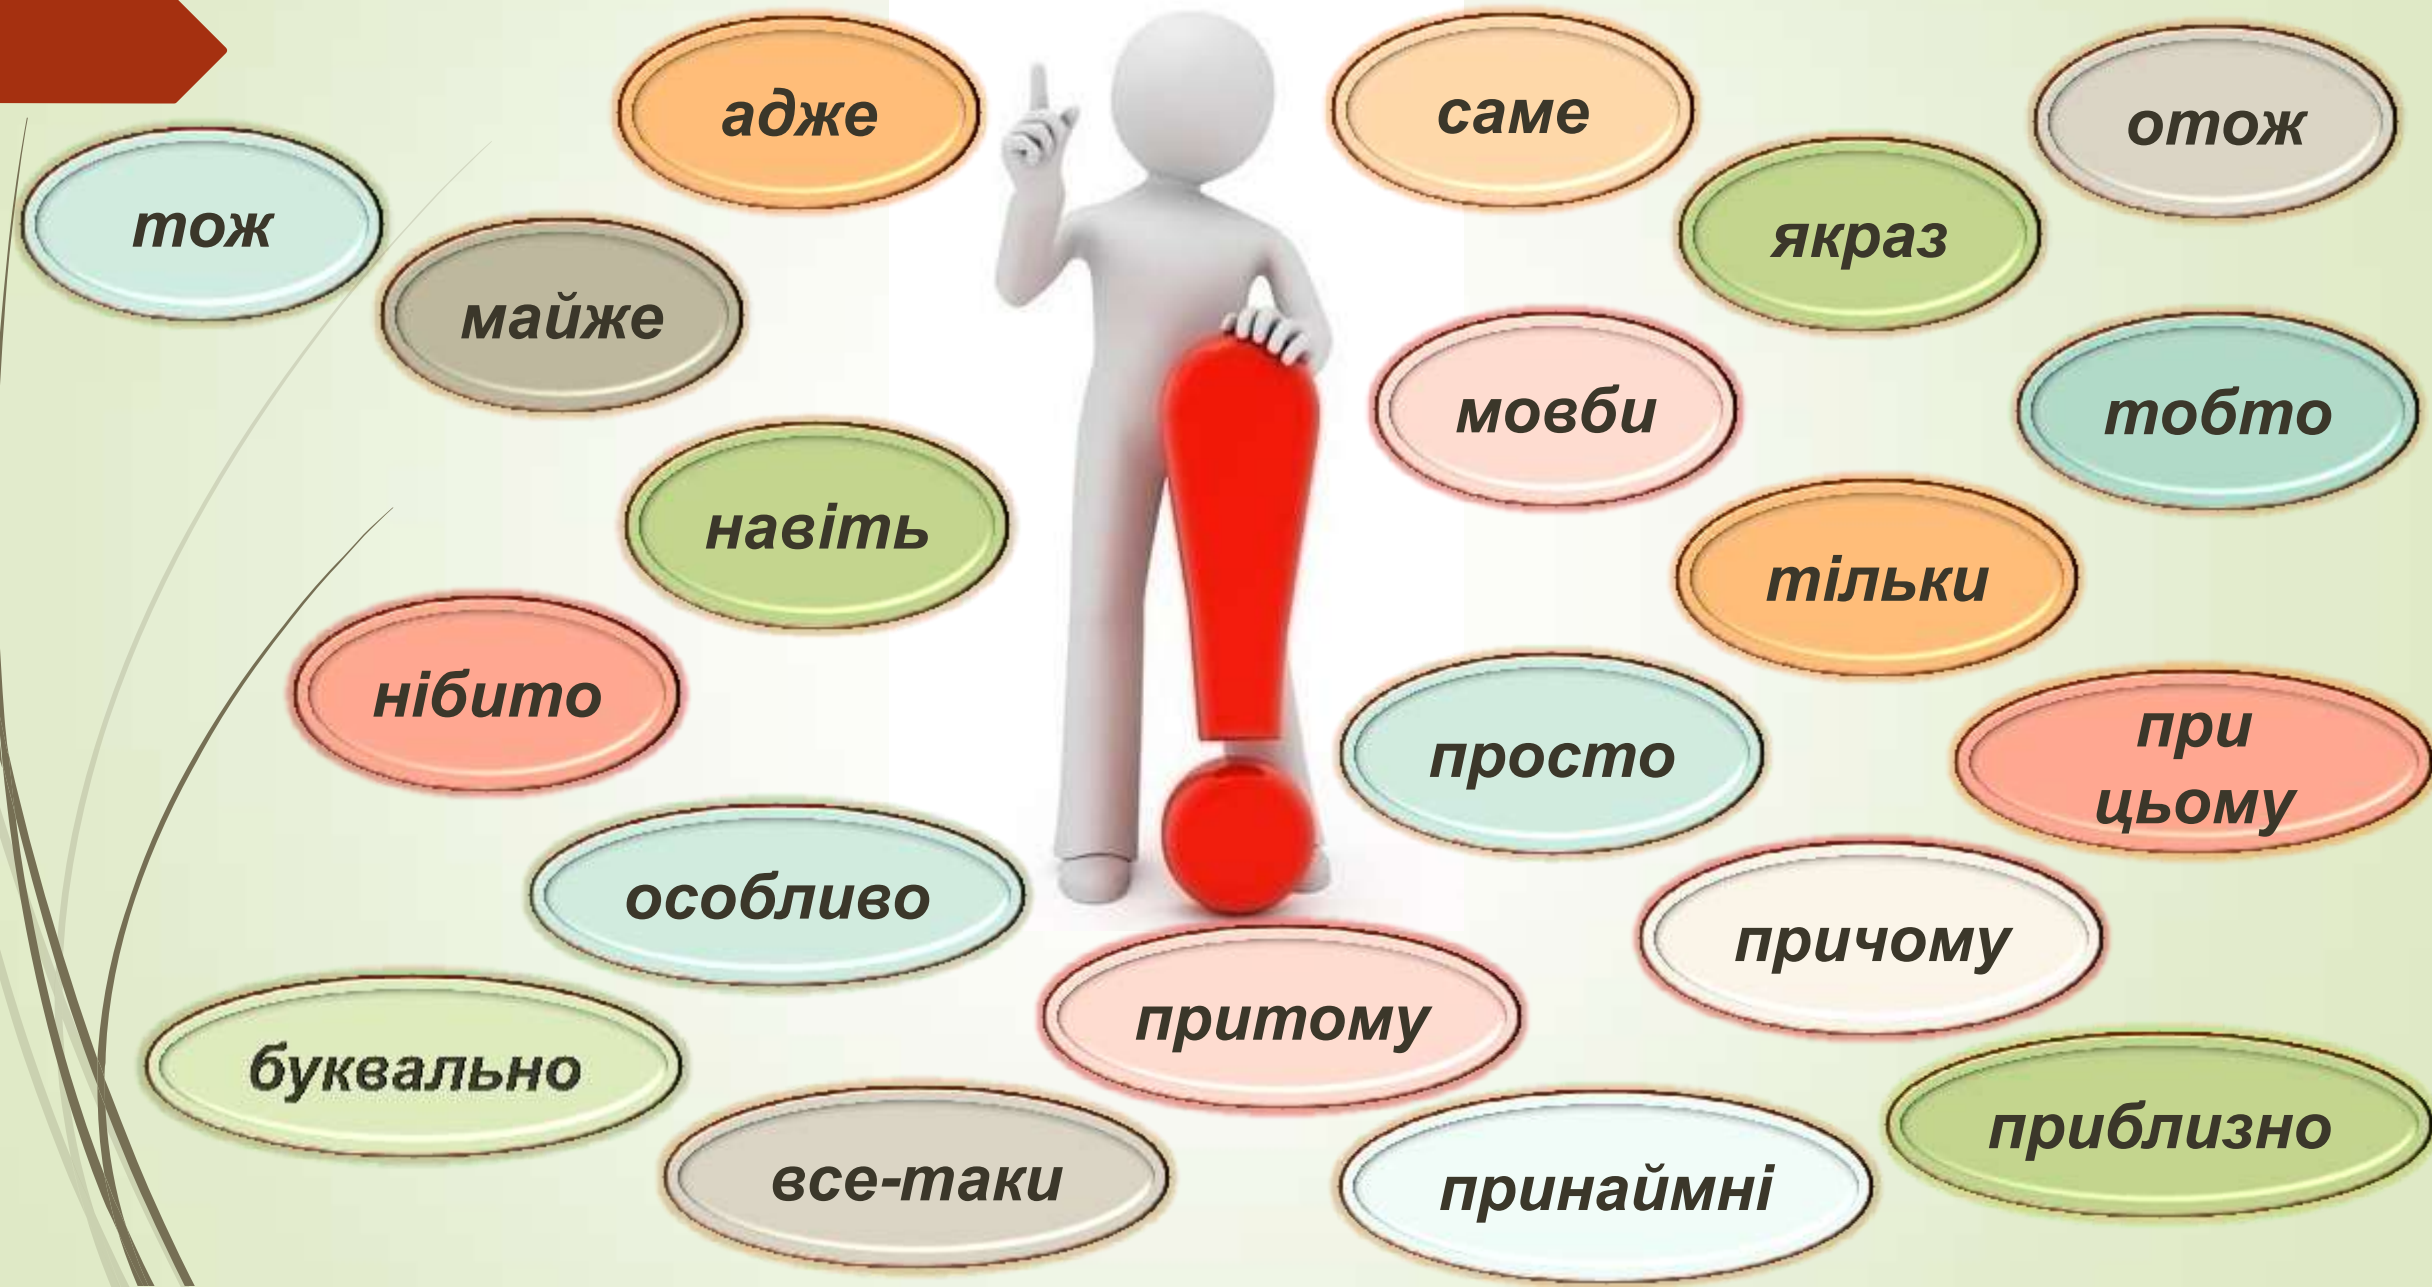 адже
саме
отож
тож
якраз
майже
мовби
тобто
навіть
тільки
нібито
просто
при
цьому
особливо
причому
притому
буквально
приблизно
все-таки
принаймні